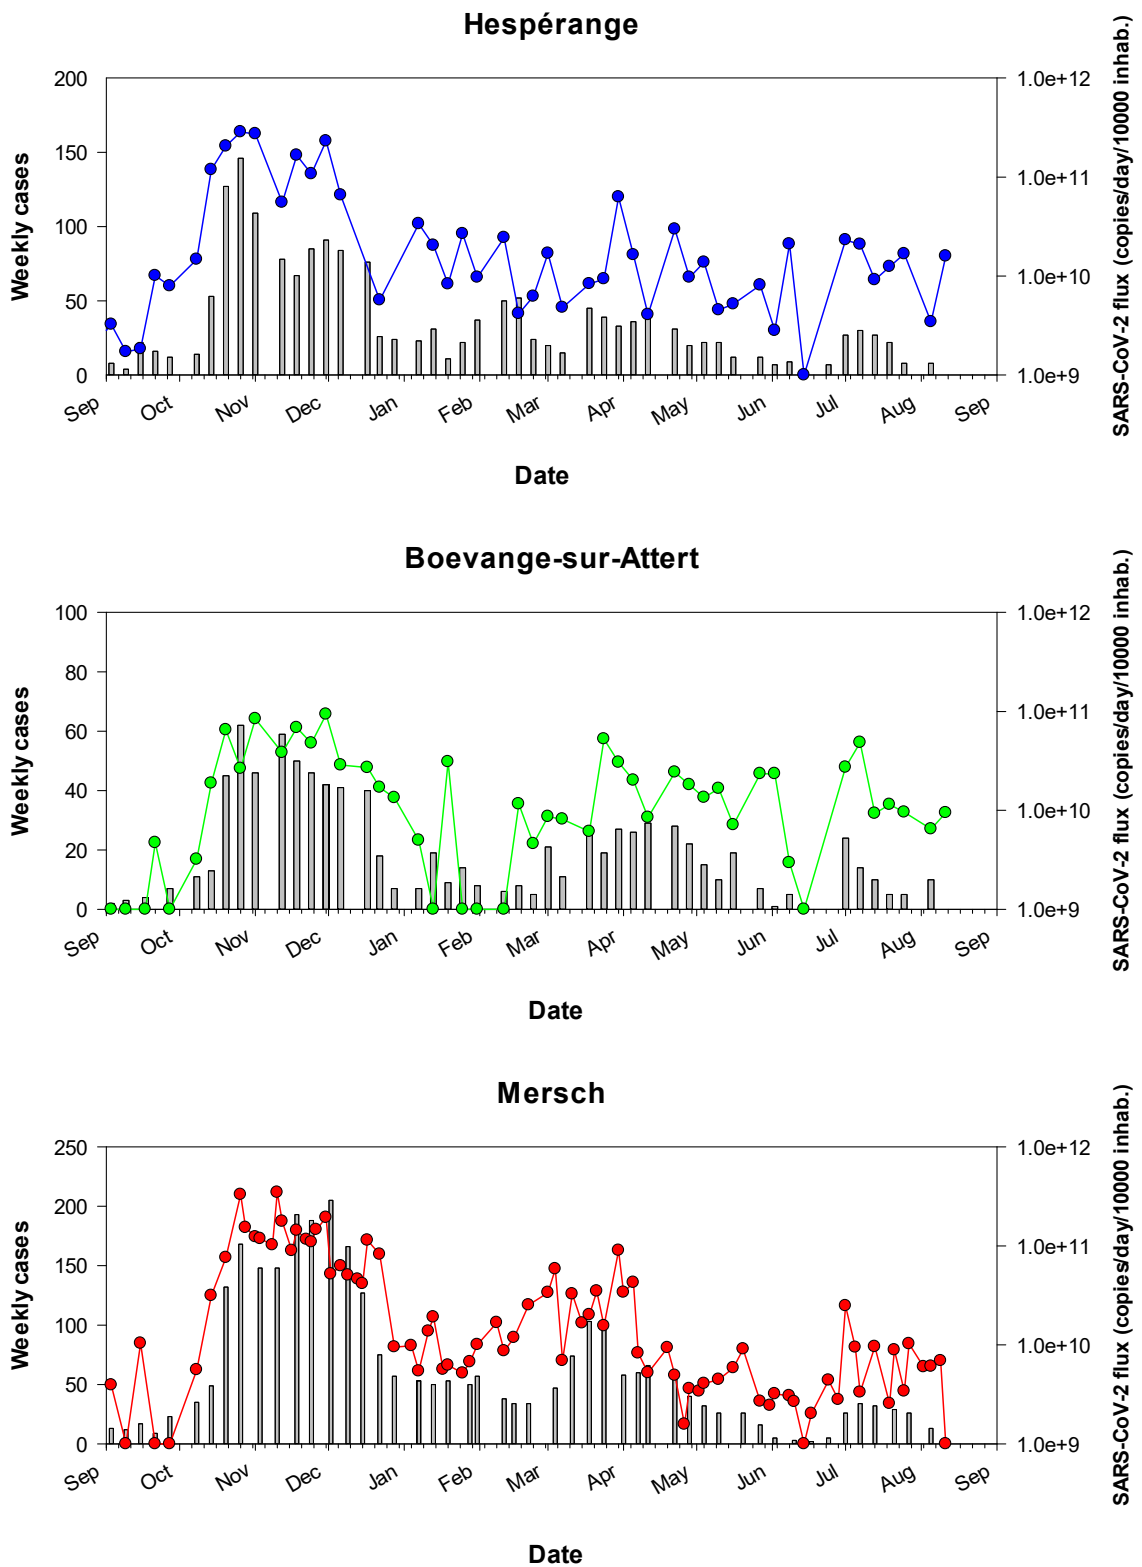 Hespérange
Weekly cases
SARS-CoV-2 flux (copies/day/10000 inhab.)
200
150
100
50
0
1.0e+12
1.0e+11
1.0e+10
1.0e+9
Sep Oct Nov Dec Jan Feb Mar Apr May Jun Jul Aug Sep
Date
Boevange-sur-Attert
Weekly cases
SARS-CoV-2 flux (copies/day/10000 inhab.)
100
80
60
40
20
0
1.0e+12
1.0e+11
1.0e+10
1.0e+9
Sep Oct Nov Dec Jan Feb Mar Apr May Jun Jul Aug Sep
Date
Mersch
Weekly cases
SARS-CoV-2 flux (copies/day/10000 inhab.)
250
200
150
100
50
0
1.0e+12
1.0e+11
1.0e+10
1.0e+9
Sep Oct Nov Dec Jan Feb Mar Apr May Jun Jul Aug Sep
Date